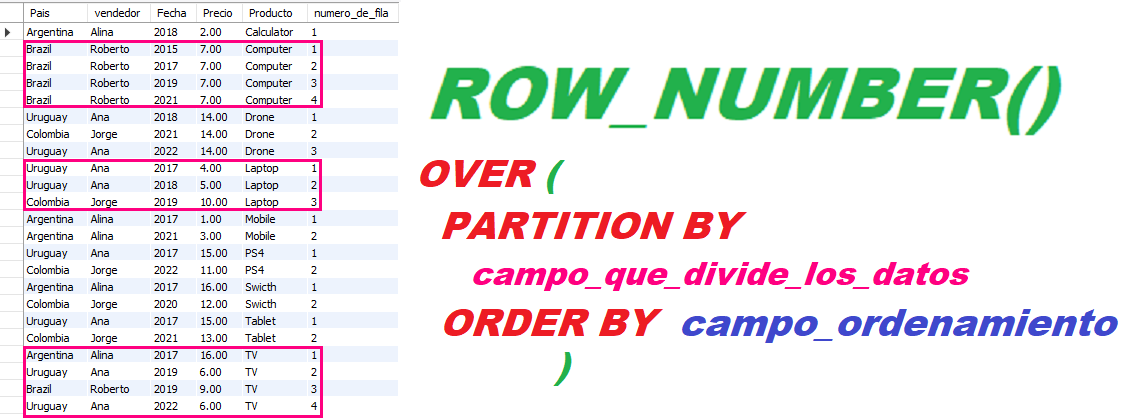 Pais vendedor Fecha Precio Producto numero_de_fila
Argentina Alina 2018 2.00 Calculator 1
Brazil Roberto 2015 7.00 Computer 1
Brazil Roberto 2017 7.00 Computer 2
Brazil Roberto 2019 7.00 Computer 3
Brazil Roberto 2021 7.00 Computer 4
Uruguay Ana 2018 14.00 Drone 1
Colombia Jorge 2021 14.00 Drone 2
Uruguay Ana 2022 14.00 Drone 3
Uruguay Ana 2017 4.00 Laptop 1
Uruguay Ana 2018 5.00 Laptop 2
Colombia Jorge 2019 10.00 Laptop 3
Argentina Alina 2017 1.00 Mobile 1
Argentina Alina 2021 3.00 Mobile 2
Uruguay Ana 2017 15.00 PS4 1
Colombia Jorge 2022 11.00 PS4 2
Argentina Alina 2017 16.00 Swicth 1
Colombia Jorge 2020 12.00 Swicth 2
Uruguay Ana 2017 15.00 Tablet 1
Colombia Jorge 2021 13.00 Tablet 2
Argentina Alina 2017 16.00 TV 1
Uruguay Ana 2019 6.00 TV 2
Brazil Roberto 2019 9.00 TV 3
Uruguay Ana 2022 6.00 TV 4
ROW_NUMBER()
OVER (
PARTITION BY
campo_que_divide_los_datos
ORDER BY campo_ordenamiento
)